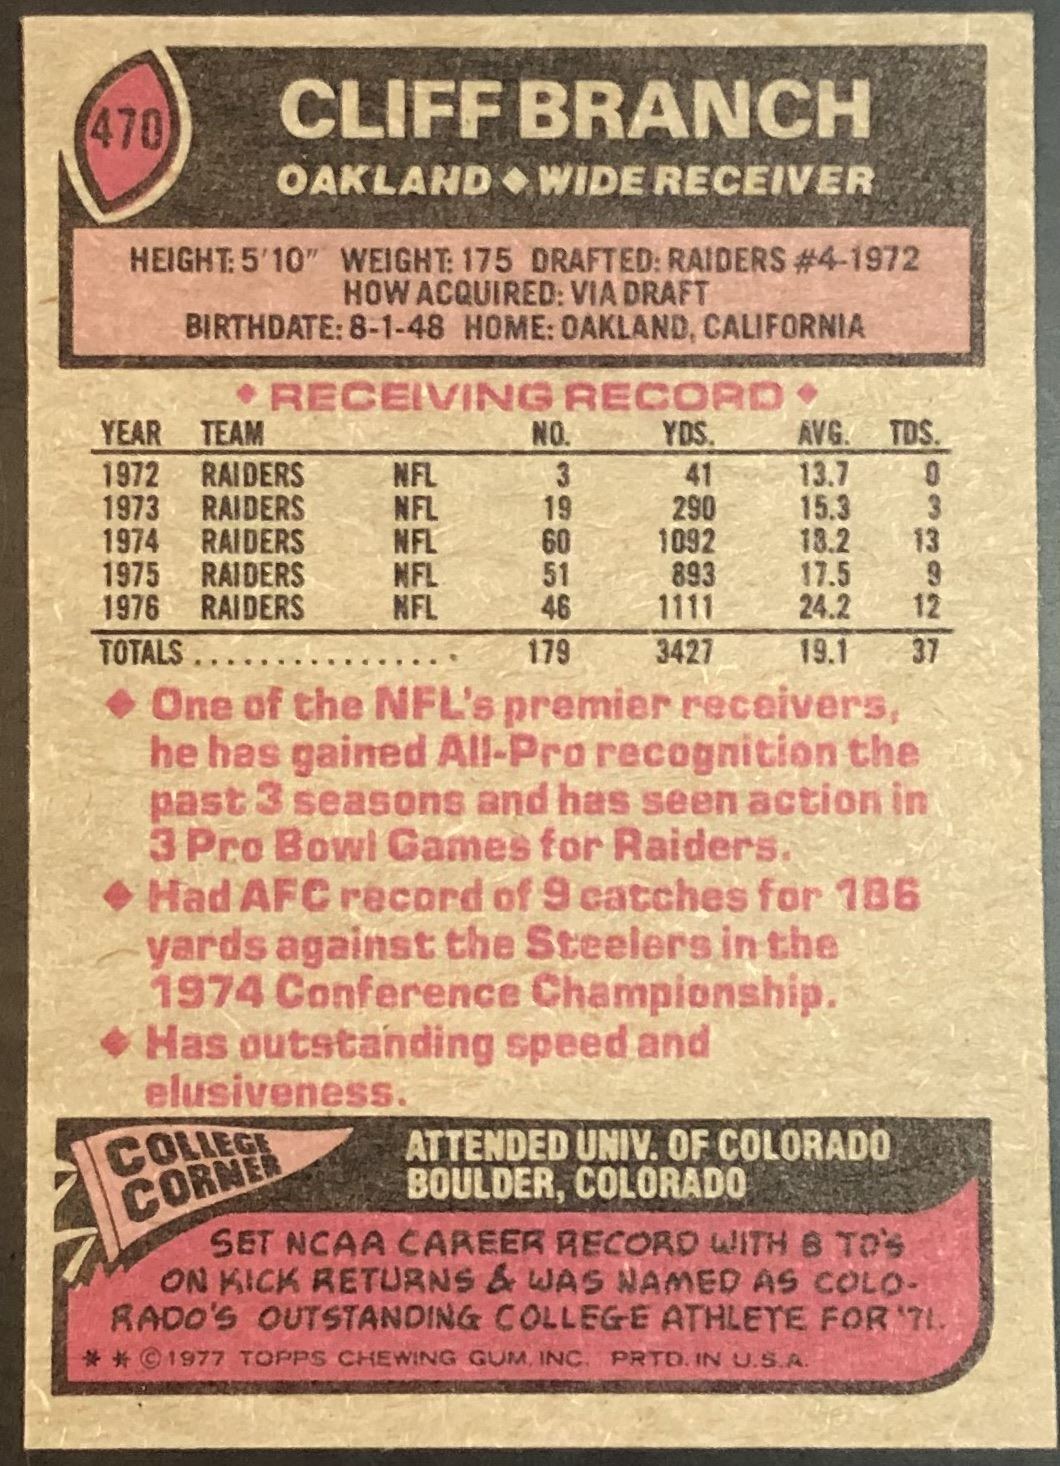 470
CLIFF BRANCH
OAKLAND ◆ WIDE RECEIVER
HEIGHT: 5'10" WEIGHT: 175 DRAFTED: RAIDERS #4-1972
HOW ACQUIRED: VIA DRAFT
BIRTHDATE: 8-1-48 HOME: OAKLAND, CALIFORNIA
◆ RECEIVING RECORD ◆
YEAR TEAM NO. YDS. AVG. TDS.
1972 RAIDERS NFL 3 41 13.7 0
1973 RAIDERS NFL 19 290 15.3 3
1974 RAIDERS NFL 60 1092 18.2 13
1975 RAIDERS NFL 51 893 17.5 9
1976 RAIDERS NFL 46 1111 24.2 12
TOTALS ................ 179 3427 19.1 37
◆ One of the NFL's premier receivers,
he has gained All-Pro recognition the
past 3 seasons and has seen action in
3 Pro Bowl Games for Raiders.
◆ Had AFC record of 9 catches for 186
yards against the Steelers in the
1974 Conference Championship.
◆ Has outstanding speed and
elusiveness.
COLLEGE
CORNER
ATTENDED UNIV. OF COLORADO
BOULDER, COLORADO
SET NCAA CAREER RECORD WITH 8 TD'S
ON KICK RETURNS & WAS NAMED AS COLO-
RADO'S OUTSTANDING COLLEGE ATHLETE FOR '71.
* * © 1977 TOPPS CHEWING GUM, INC. PRTD. IN U.S.A.